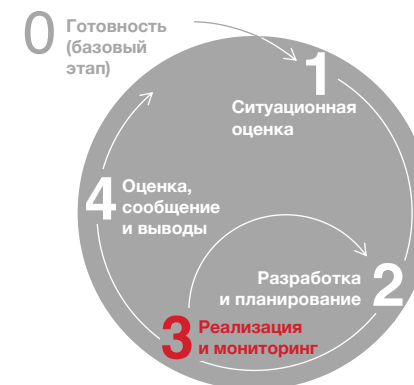 0 Готовность
(базовый
этап)
1
Ситуационная
оценка
2
Разработка
и планирование
3
Реализация
и мониторинг
4
Оценка,
сообщение
и выводы